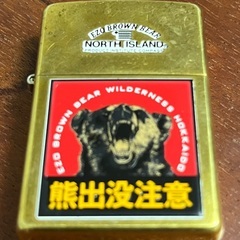 EZO BROWN BEAR
NORTH ISLAND
EZO BROWN BEAR WILDERNESS HOKKAIDO
熊出没注意